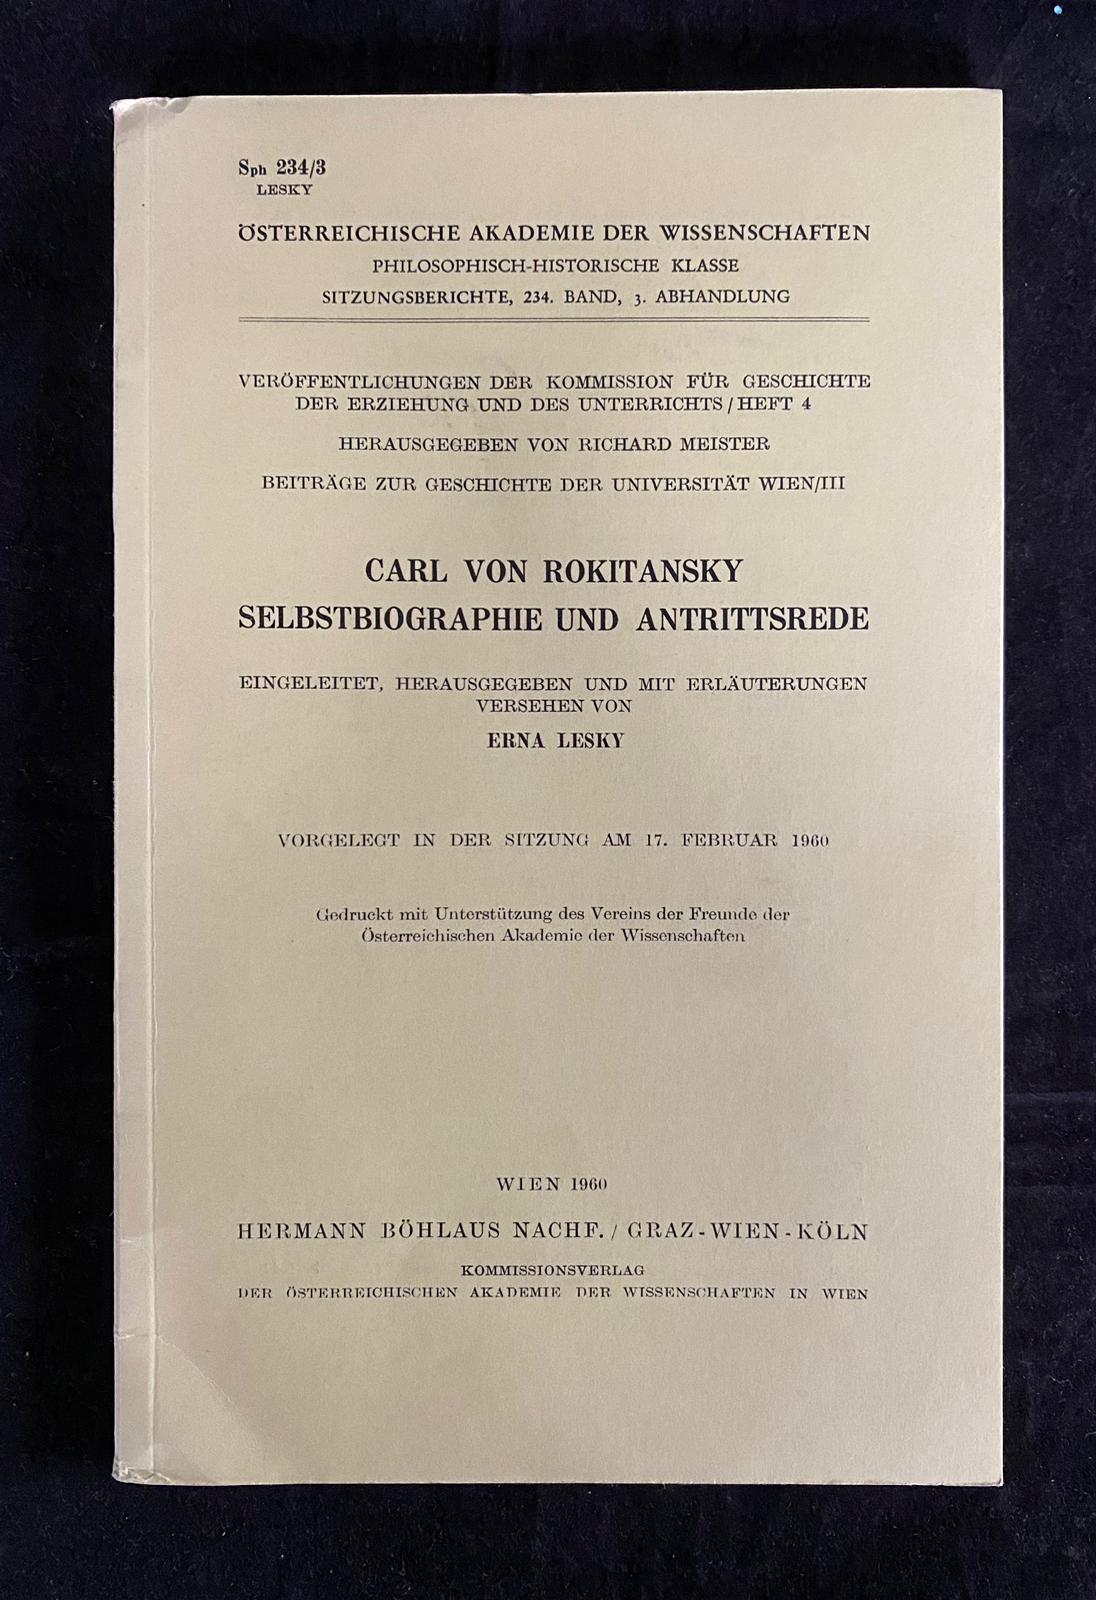 Sph 234/3
LESKY
ÖSTERREICHISCHE AKADEMIE DER WISSENSCHAFTEN
PHILOSOPHISCH-HISTORISCHE KLASSE
SITZUNGSBERICHTE, 234. BAND, 3. ABHANDLUNG
VERÖFFENTLICHUNGEN DER KOMMISSION FÜR GESCHICHTE
DER ERZIEHUNG UND DES UNTERRICHTS / HEFT 4
HERAUSGEGEBEN VON RICHARD MEISTER
BEITRÄGE ZUR GESCHICHTE DER UNIVERSITÄT WIEN/III
CARL VON ROKITANSKY
SELBSTBIOGRAPHIE UND ANTRITTSREDE
EINGELEITET, HERAUSGEGEBEN UND MIT ERLÄUTERUNGEN
VERSEHEN VON
ERNA LESKY
VORGELEGT IN DER SITZUNG AM 17. FEBRUAR 1960
Gedruckt mit Unterstützung des Vereins der Freunde der
Österreichischen Akademie der Wissenschaften
WIEN 1960
HERMANN BÖHLAUS NACHF. / GRAZ - WIEN - KÖLN
KOMMISSIONSVERLAG
DER ÖSTERREICHISCHEN AKADEMIE DER WISSENSCHAFTEN IN WIEN